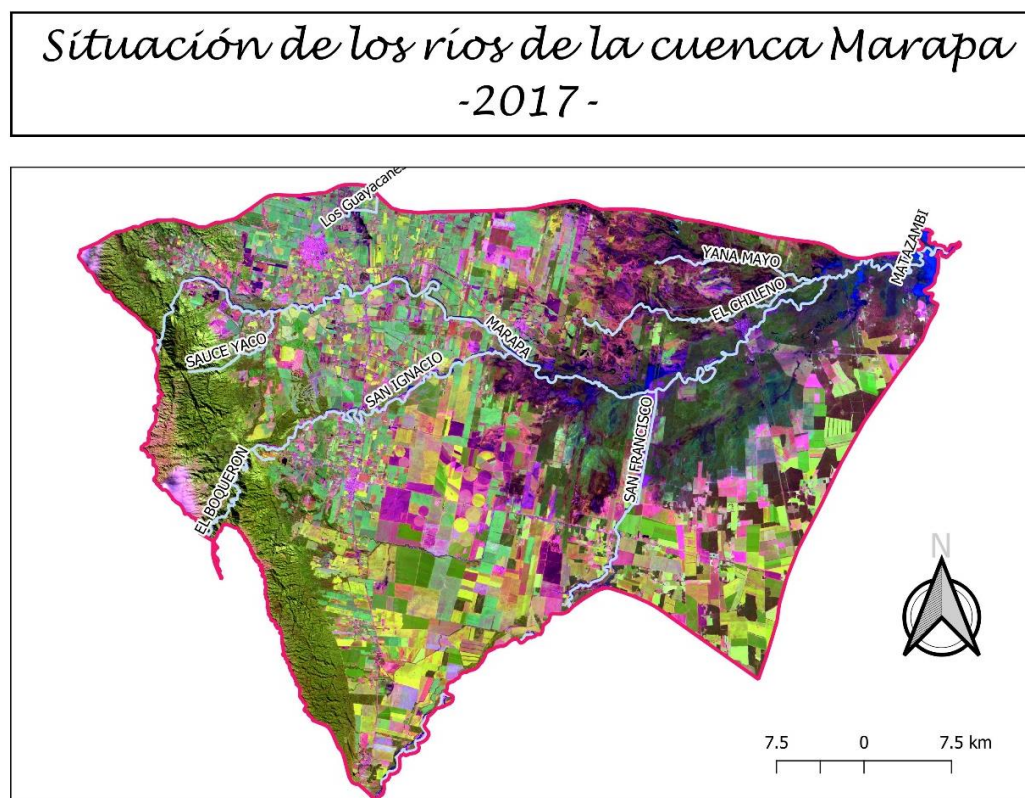 Situación de los ríos de la cuenca Marapa
-2017-
Los Guayacanes
YANA MAYO
MATAZAMBI
EL CHILENO
MARAPA
SAUCE YACO
SAN IGNACIO
SAN FRANCISCO
EL BOQUERON
N
7.5 0 7.5 km